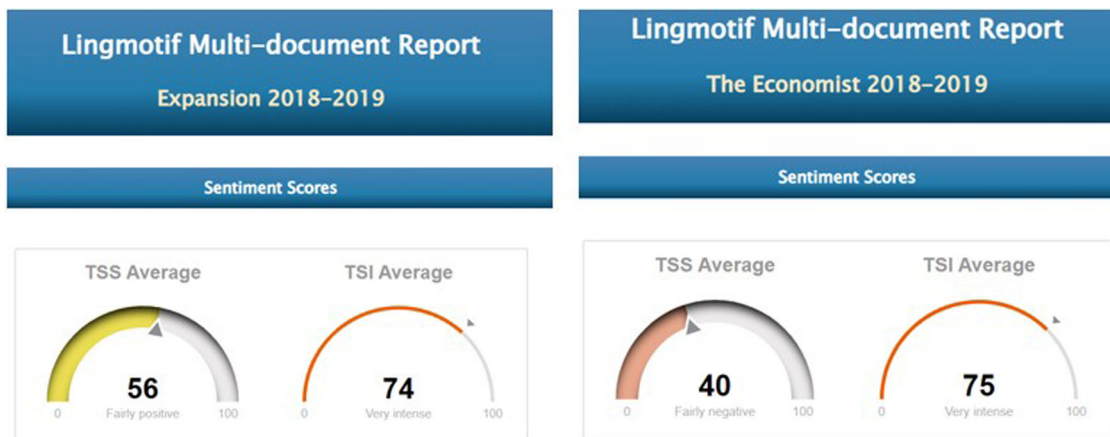 Lingmotif Multi-document Report
Expansion 2018-2019
Sentiment Scores
TSS Average
TSI Average
56
Fairly positive
0
100
74
Very intense
0
100
Lingmotif Multi-document Report
The Economist 2018-2019
Sentiment Scores
TSS Average
TSI Average
40
Fairly negative
0
100
75
Very intense
0
100